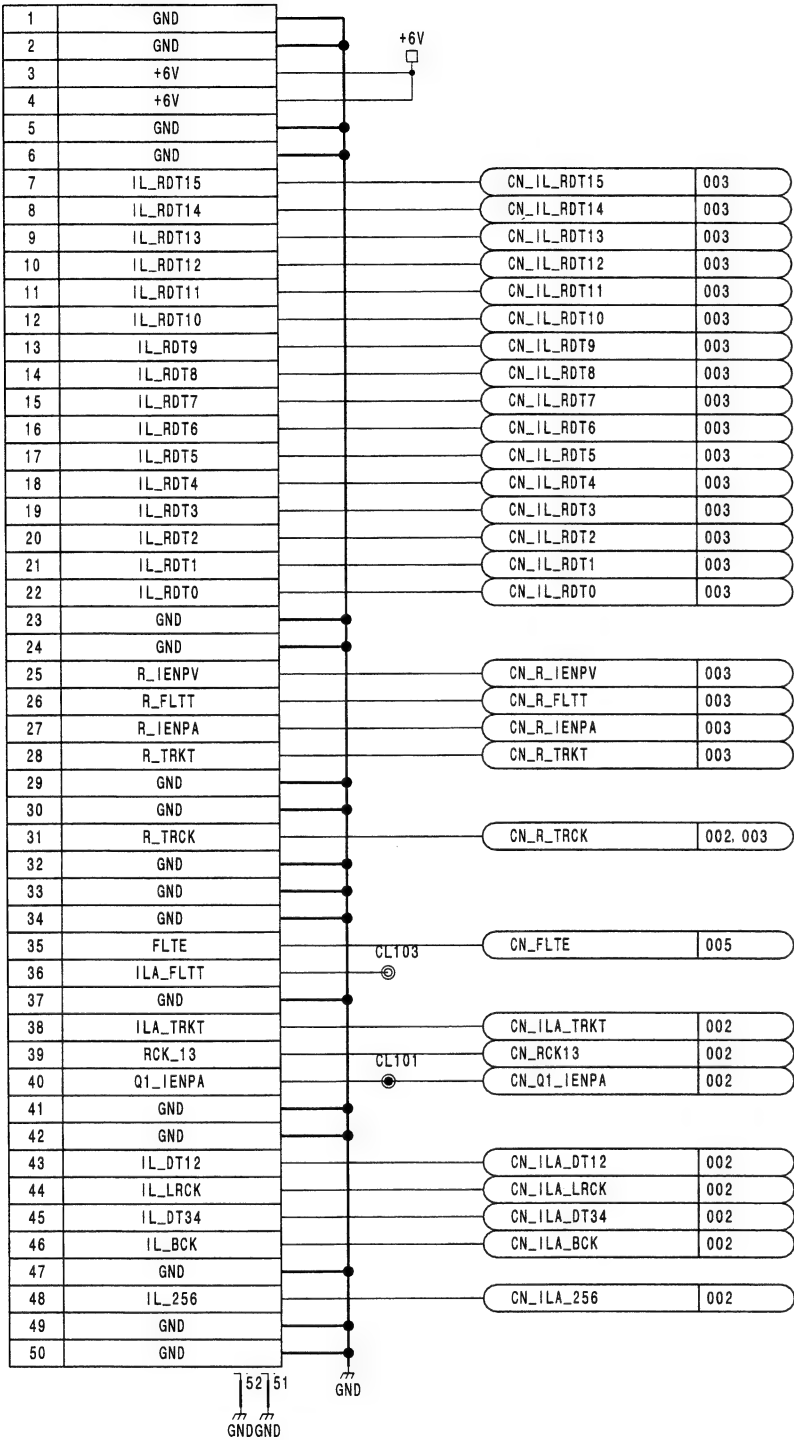 1 GND
2 GND
+6V
3 +6V
4 +6V
5 GND
6 GND
7 IL_RDT15 CN_IL_RDT15 003
8 IL_RDT14 CN_IL_RDT14 003
9 IL_RDT13 CN_IL_RDT13 003
10 IL_RDT12 CN_IL_RDT12 003
11 IL_RDT11 CN_IL_RDT11 003
12 IL_RDT10 CN_IL_RDT10 003
13 IL_RDT9 CN_IL_RDT9 003
14 IL_RDT8 CN_IL_RDT8 003
15 IL_RDT7 CN_IL_RDT7 003
16 IL_RDT6 CN_IL_RDT6 003
17 IL_RDT5 CN_IL_RDT5 003
18 IL_RDT4 CN_IL_RDT4 003
19 IL_RDT3 CN_IL_RDT3 003
20 IL_RDT2 CN_IL_RDT2 003
21 IL_RDT1 CN_IL_RDT1 003
22 IL_RDT0 CN_IL_RDT0 003
23 GND
24 GND
25 R_IENPV CN_R_IENPV 003
26 R_FLTT CN_R_FLTT 003
27 R_IENPA CN_R_IENPA 003
28 R_TRKT CN_R_TRKT 003
29 GND
30 GND
31 R_TRCK CN_R_TRCK 002, 003
32 GND
33 GND
34 GND
35 FLTE CN_FLTE 005
CL103
36 ILA_FLTT
37 GND
38 ILA_TRKT CN_ILA_TRKT 002
39 RCK_13 CN_RCK13 002
CL101
40 Q1_IENPA CN_Q1_IENPA 002
41 GND
42 GND
43 IL_DT12 CN_ILA_DT12 002
44 IL_LRCK CN_ILA_LRCK 002
45 IL_DT34 CN_ILA_DT34 002
46 IL_BCK CN_ILA_BCK 002
47 GND
48 IL_256 CN_ILA_256 002
49 GND
50 GND
52 51
GND
GND GND